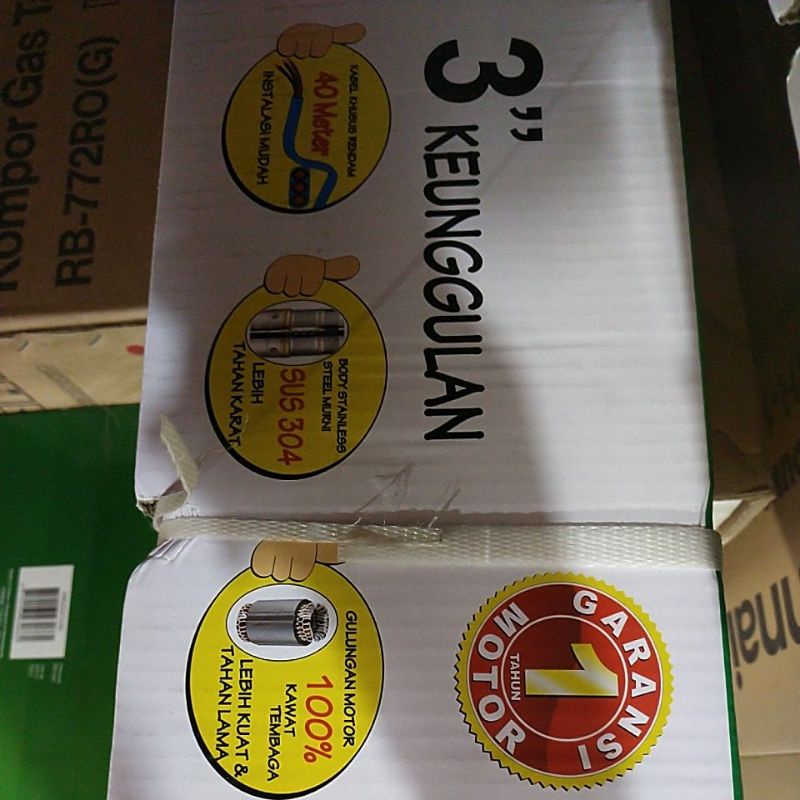 3" KEUNGGULAN
KABEL KHUSUS RENDAM
40 Meter
INSTALASI MUDAH
BODY STAINLESS
STEEL MURNI
SUS 304
LEBIH
TAHAN KARAT
GULUNGAN MOTOR
100%
KAWAT
TEMBAGA
LEBIH KUAT &
TAHAN LAMA
GARANSI
1
TAHUN
MOTOR
Kompor Gas
RB-772RO(G)